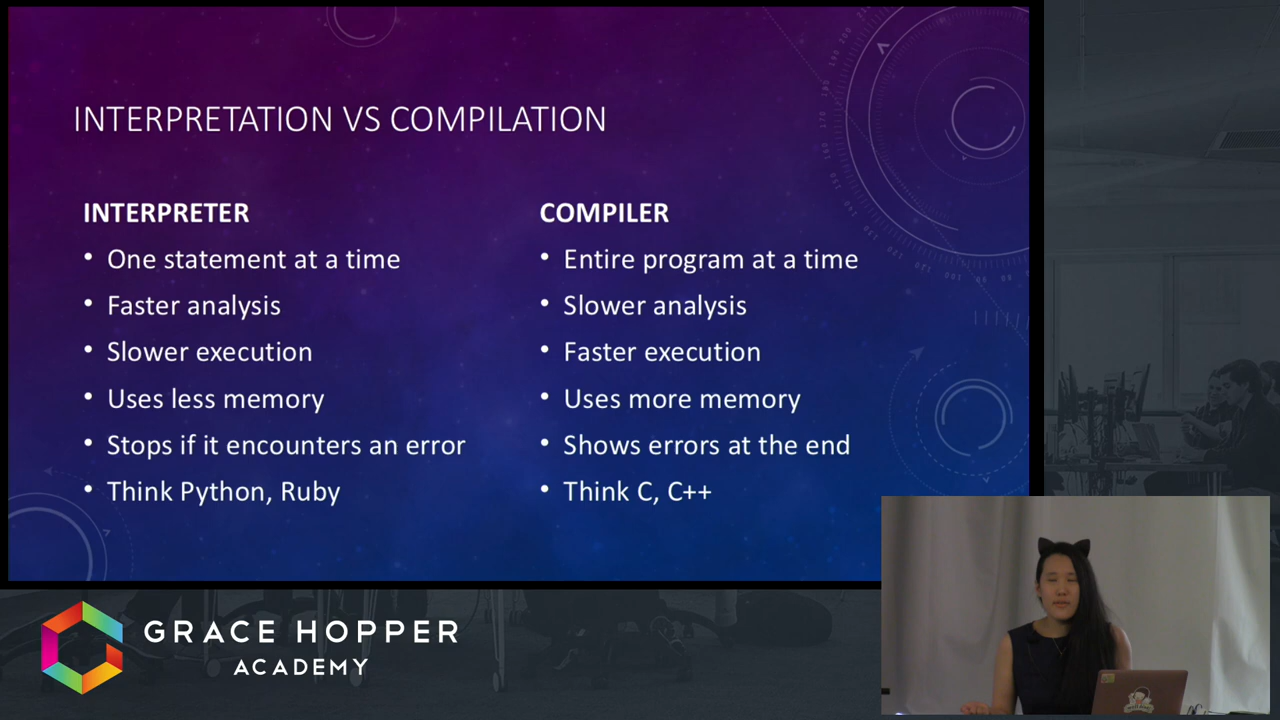 INTERPRETATION VS COMPILATION
INTERPRETER
• One statement at a time
• Faster analysis
• Slower execution
• Uses less memory
• Stops if it encounters an error
• Think Python, Ruby
COMPILER
• Entire program at a time
• Slower analysis
• Faster execution
• Uses more memory
• Shows errors at the end
• Think C, C++
GRACE HOPPER
ACADEMY